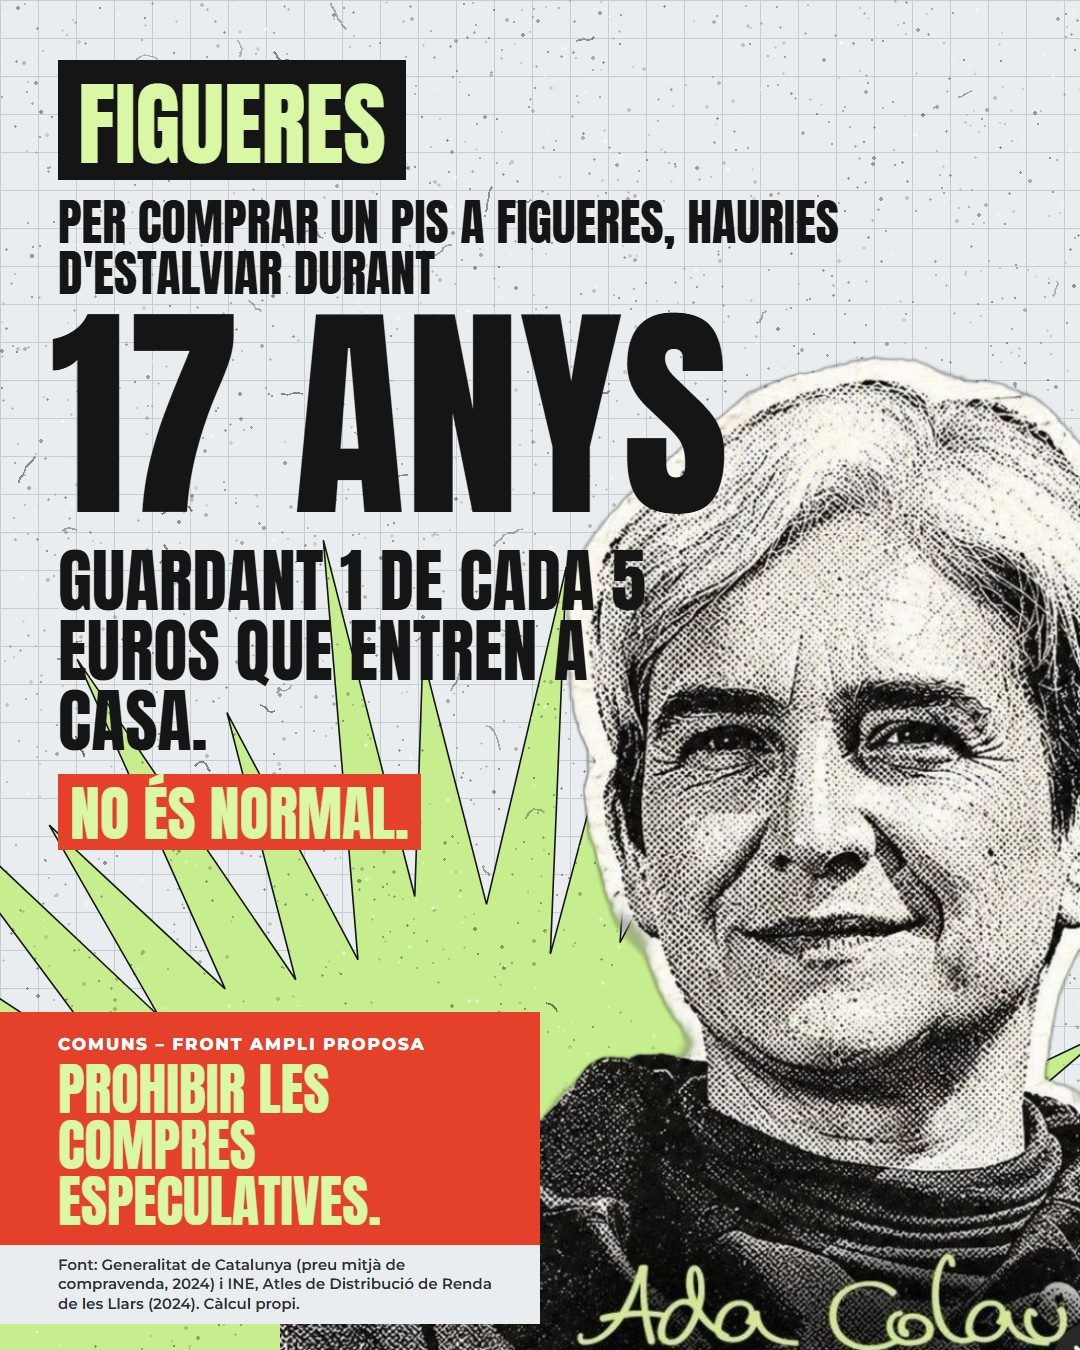 FIGUERES
PER COMPRAR UN PIS A FIGUERES, HAURIES
D'ESTALVIAR DURANT
17 ANYS
GUARDANT 1 DE CADA 5
EUROS QUE ENTREN A
CASA.
NO ÉS NORMAL.
COMUNS – FRONT AMPLI PROPOSA
PROHIBIR LES
COMPRES
ESPECULATIVES.
Font: Generalitat de Catalunya (preu mitjà de
compravenda, 2024) i INE, Atles de Distribució de Renda
de les Llars (2024). Càlcul propi.
Ada Colau